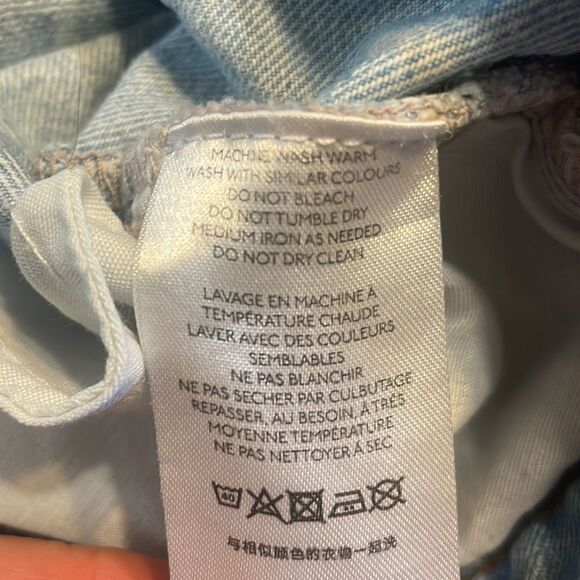 MACHINE WASH WARM
WASH WITH SIMILAR COLOURS
DO NOT BLEACH
DO NOT TUMBLE DRY
MEDIUM IRON AS NEEDED
DO NOT DRY CLEAN
LAVAGE EN MACHINE À
TEMPÉRATURE CHAUDE
LAVER AVEC DES COULEURS
SEMBLABLES
NE PAS BLANCHIR
NE PAS SECHER PAR CULBUTAGE
REPASSER, AU BESOIN, À TRÈS
MOYENNE TEMPÉRATURE
NE PAS NETTOYER À SEC
40
与相似颜色的衣物一起洗